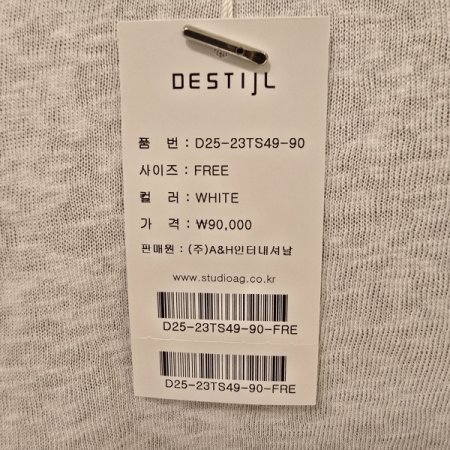 DESTIJL
품 번 : D25-23TS49-90
사이즈 : FREE
컬 러 : WHITE
가 격 : ₩90,000
판매원 : (주)A&H인터내셔날
www.studioag.co.kr
D25-23TS49-90-FRE
D25-23TS49-90-FRE